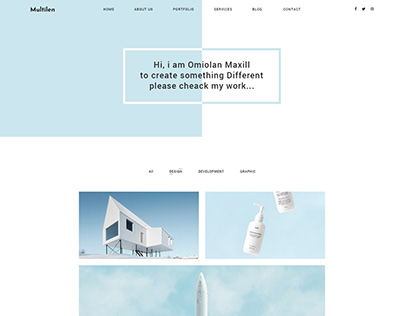 Multilen
HOME ABOUT US PORTFOLIO SERVICES BLOG CONTACT
Hi, i am Omiolan Maxill
to create something Different
please cheack my work...
All DESIGN DEVELOPMENT GRAPHIC